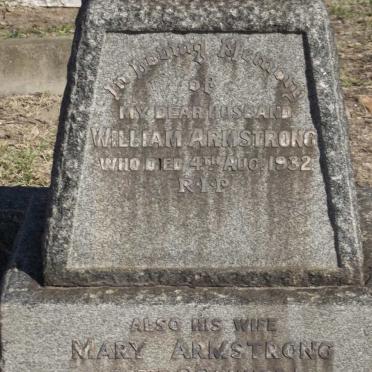 In Loving Memory
of
MY DEAR HUSBAND
WILLIAM ARMSTRONG
WHO DIED 4TH AUG. 1932
R.I.P
ALSO HIS WIFE
MARY ARMSTRONG